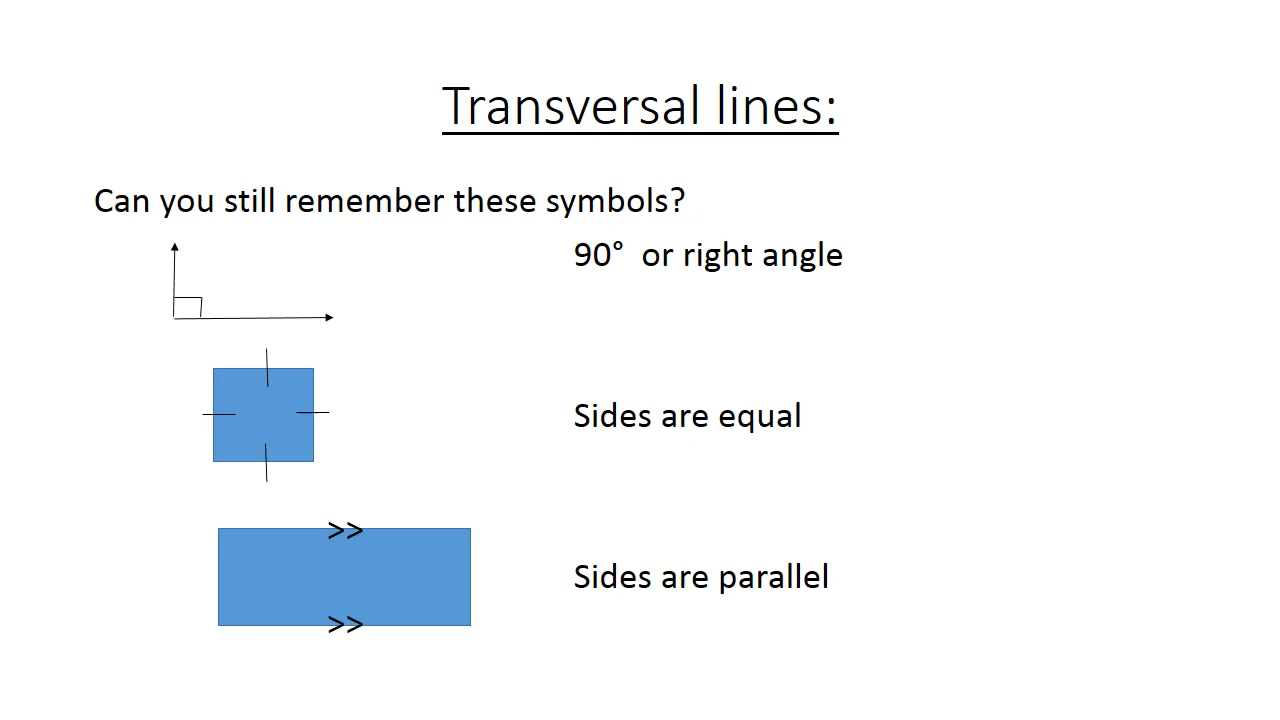 Transversal lines:
Can you still remember these symbols?
90° or right angle
Sides are equal
>>
Sides are parallel
>>